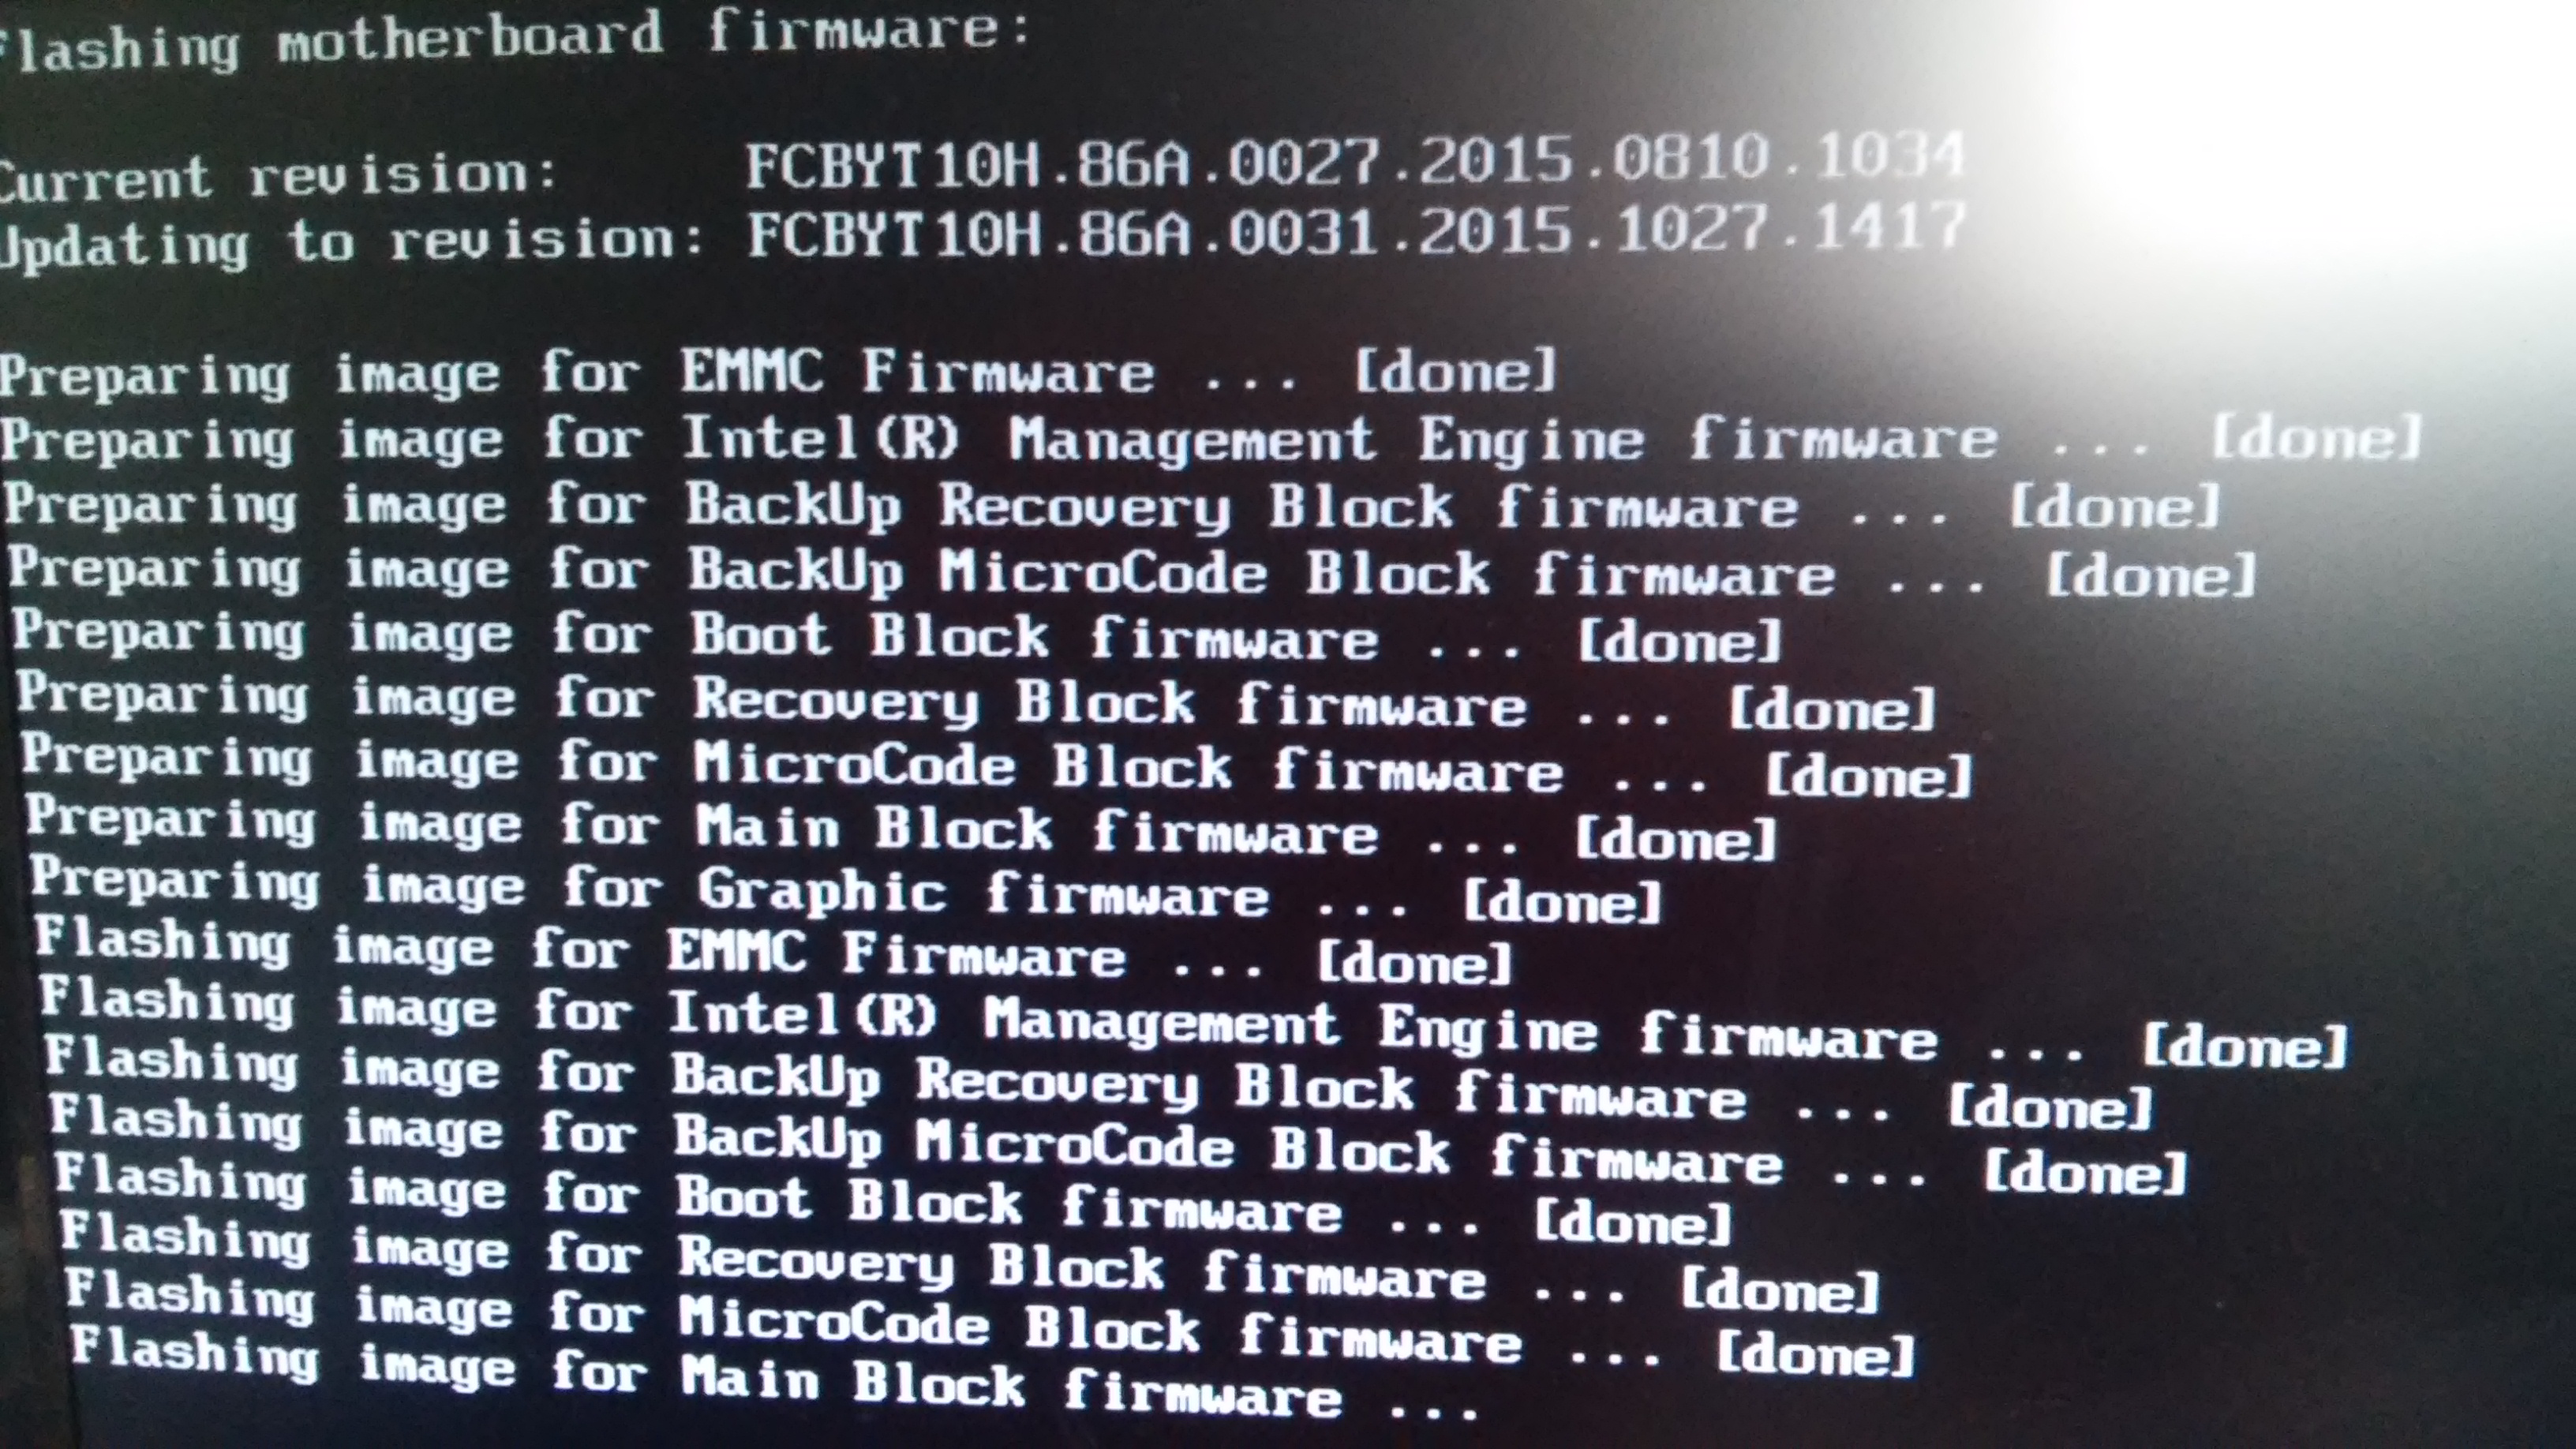 Flashing motherboard firmware:
Current revision: FCBYT10H.86A.0027.2015.0810.1034
Updating to revision: FCBYT10H.86A.0031.2015.1027.1417
Preparing image for EMMC Firmware ... [done]
Preparing image for Intel(R) Management Engine firmware ... [done]
Preparing image for BackUp Recovery Block firmware ... [done]
Preparing image for BackUp MicroCode Block firmware ... [done]
Preparing image for Boot Block firmware ... [done]
Preparing image for Recovery Block firmware ... [done]
Preparing image for MicroCode Block firmware ... [done]
Preparing image for Main Block firmware ... [done]
Preparing image for Graphic firmware ... [done]
Flashing image for EMMC Firmware ... [done]
Flashing image for Intel(R) Management Engine firmware ... [done]
Flashing image for BackUp Recovery Block firmware ... [done]
Flashing image for BackUp MicroCode Block firmware ... [done]
Flashing image for Boot Block firmware ... [done]
Flashing image for Recovery Block firmware ... [done]
Flashing image for MicroCode Block firmware ... [done]
Flashing image for Main Block firmware ...